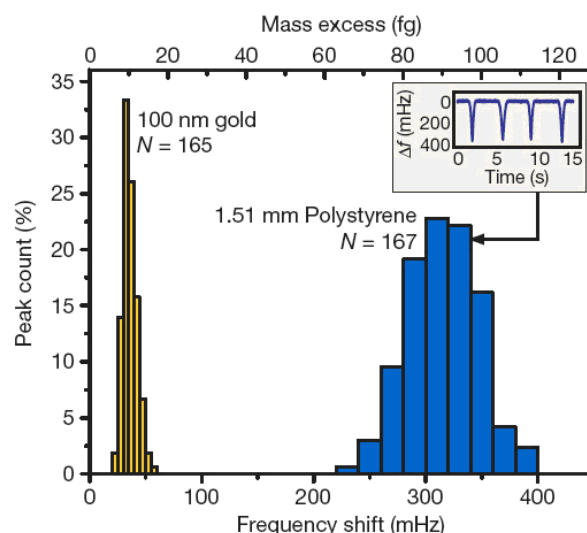 Mass excess (fg)
0 20 40 60 80 100 120
35
30
25
20
15
10
5
0
Peak count (%)
100 nm gold
N = 165
1.51 mm Polystyrene
N = 167
0
200
400
Δf (mHz)
0 5 10 15
Time (s)
0 100 200 300 400
Frequency shift (mHz)